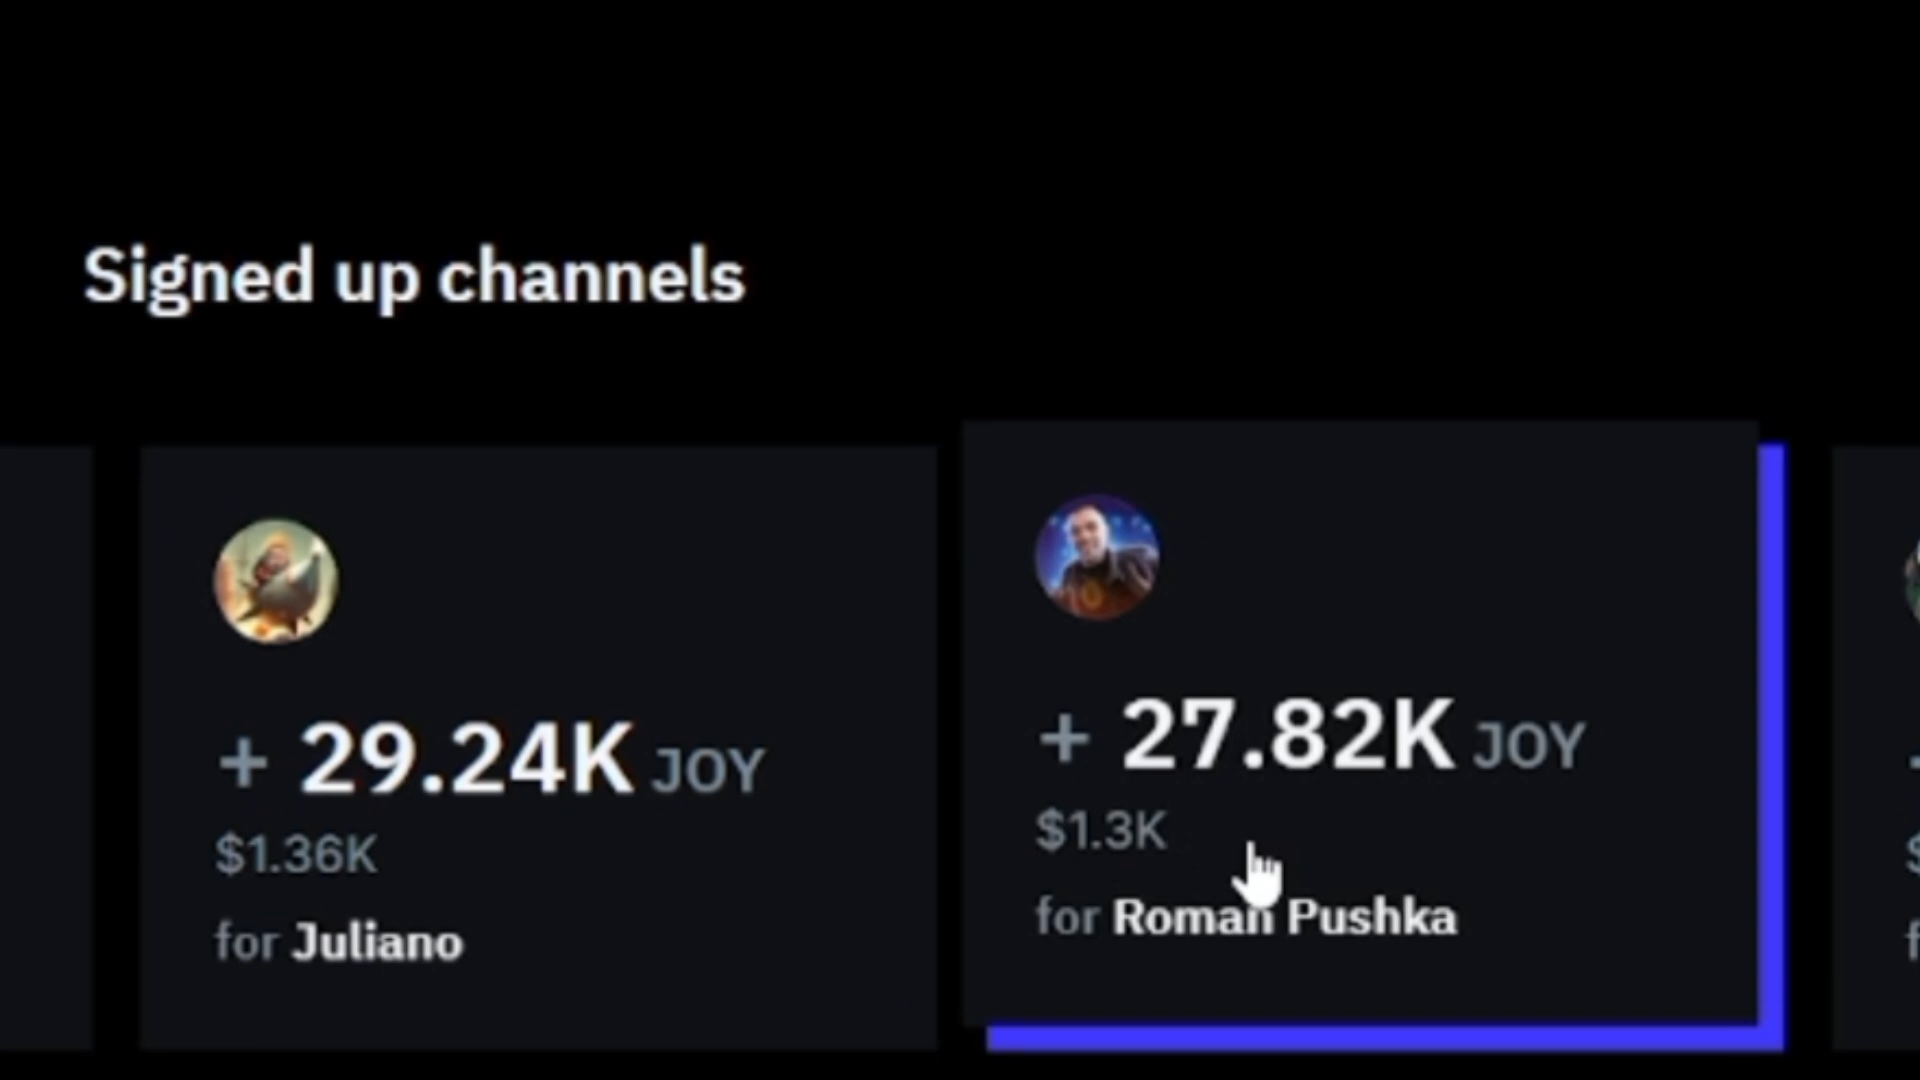 Signed up channels
+ 29.24K JOY
$1.36K
for Juliano
+ 27.82K JOY
$1.3K
for Roman Pushka